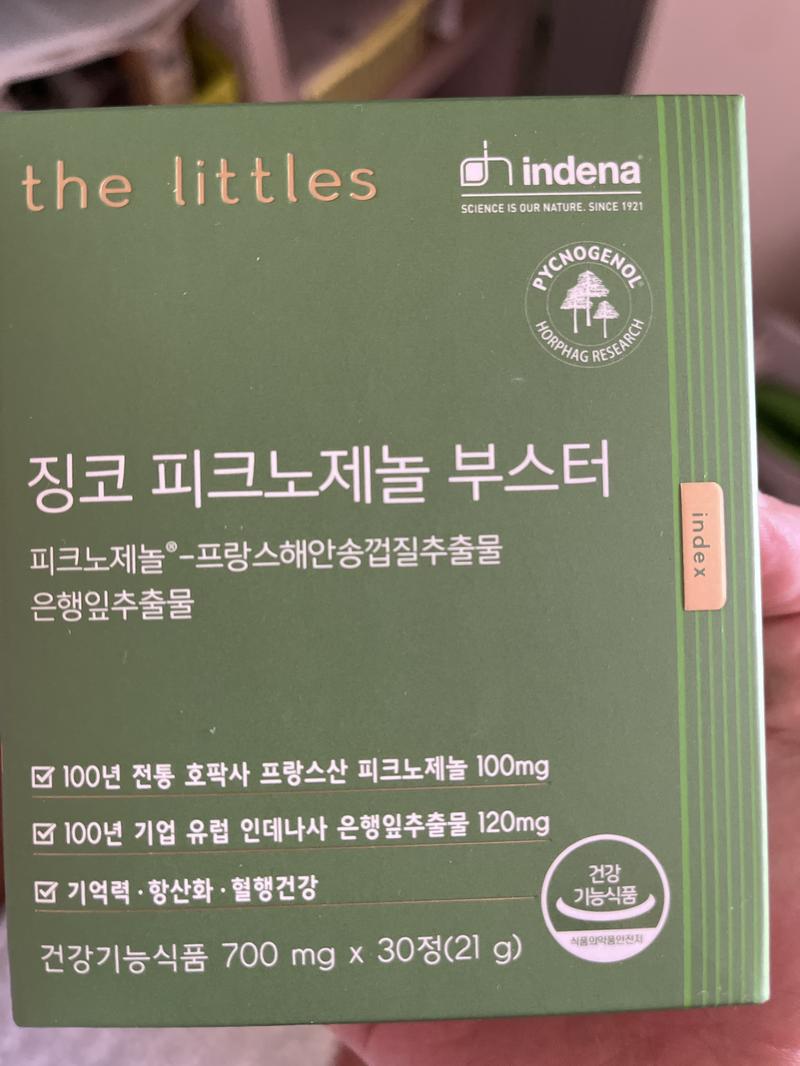 the littles
indena
SCIENCE IS OUR NATURE. SINCE 1921
PYCNOGENOL®
HORPHAG RESEARCH
징코 피크노제놀 부스터
피크노제놀®-프랑스해안송껍질추출물
은행잎추출물
index
☑ 100년 전통 호팍사 프랑스산 피크노제놀 100mg
☑ 100년 기업 유럽 인데나사 은행잎추출물 120mg
☑ 기억력·항산화·혈행건강
건강
기능식품
식품의약품안전처
건강기능식품 700 mg x 30정(21 g)